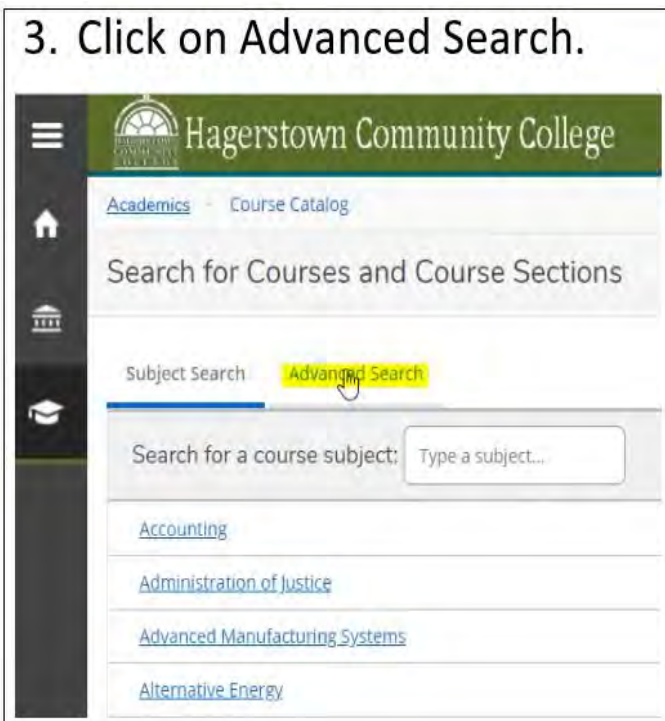 3. Click on Advanced Search.
Hagerstown Community College
Academics · Course Catalog
Search for Courses and Course Sections
Subject Search Advanced Search
Search for a course subject: Type a subject...
Accounting
Administration of Justice
Advanced Manufacturing Systems
Alternative Energy